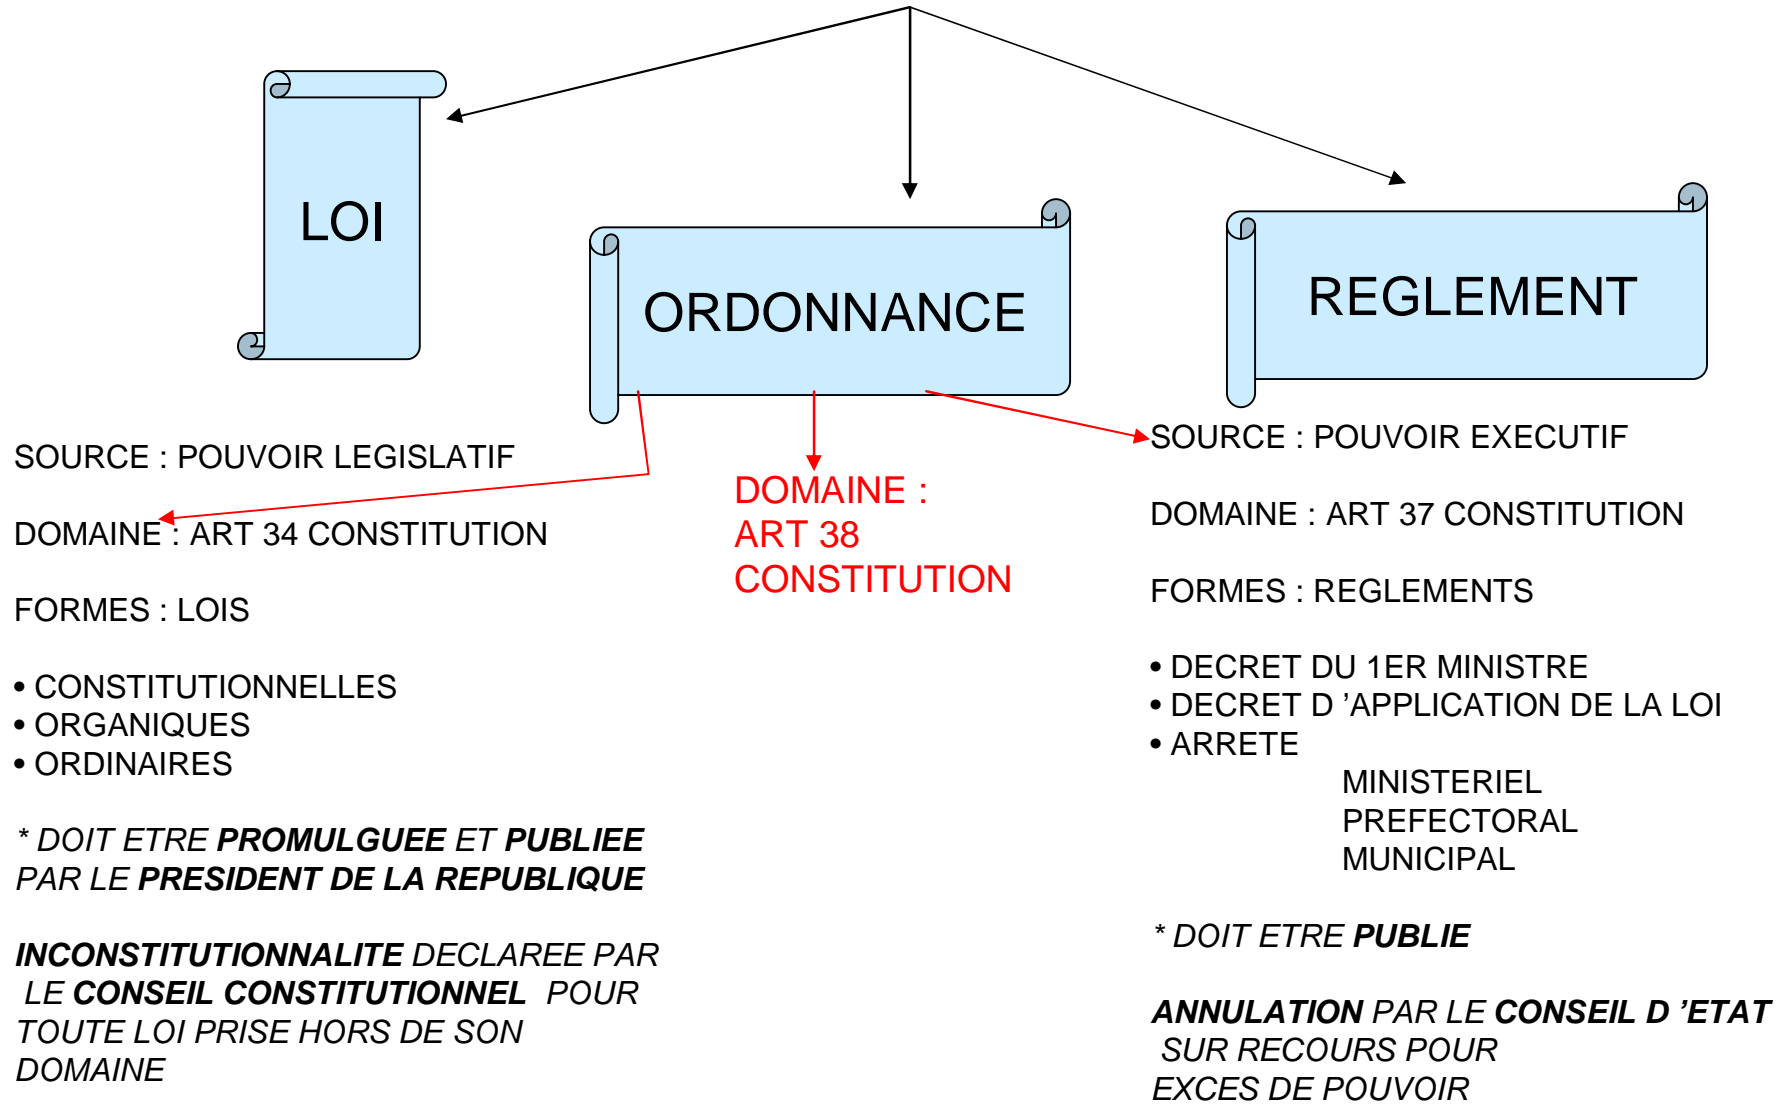 LOI
ORDONNANCE
REGLEMENT
SOURCE : POUVOIR LEGISLATIF
DOMAINE : ART 34 CONSTITUTION
FORMES : LOIS
• CONSTITUTIONNELLES
• ORGANIQUES
• ORDINAIRES
* DOIT ETRE PROMULGUEE ET PUBLIEE
PAR LE PRESIDENT DE LA REPUBLIQUE
INCONSTITUTIONNALITE DECLAREE PAR
LE CONSEIL CONSTITUTIONNEL POUR
TOUTE LOI PRISE HORS DE SON
DOMAINE
DOMAINE :
ART 38
CONSTITUTION
SOURCE : POUVOIR EXECUTIF
DOMAINE : ART 37 CONSTITUTION
FORMES : REGLEMENTS
• DECRET DU 1ER MINISTRE
• DECRET D ’APPLICATION DE LA LOI
• ARRETE
MINISTERIEL
PREFECTORAL
MUNICIPAL
* DOIT ETRE PUBLIE
ANNULATION PAR LE CONSEIL D ’ETAT
SUR RECOURS POUR
EXCES DE POUVOIR